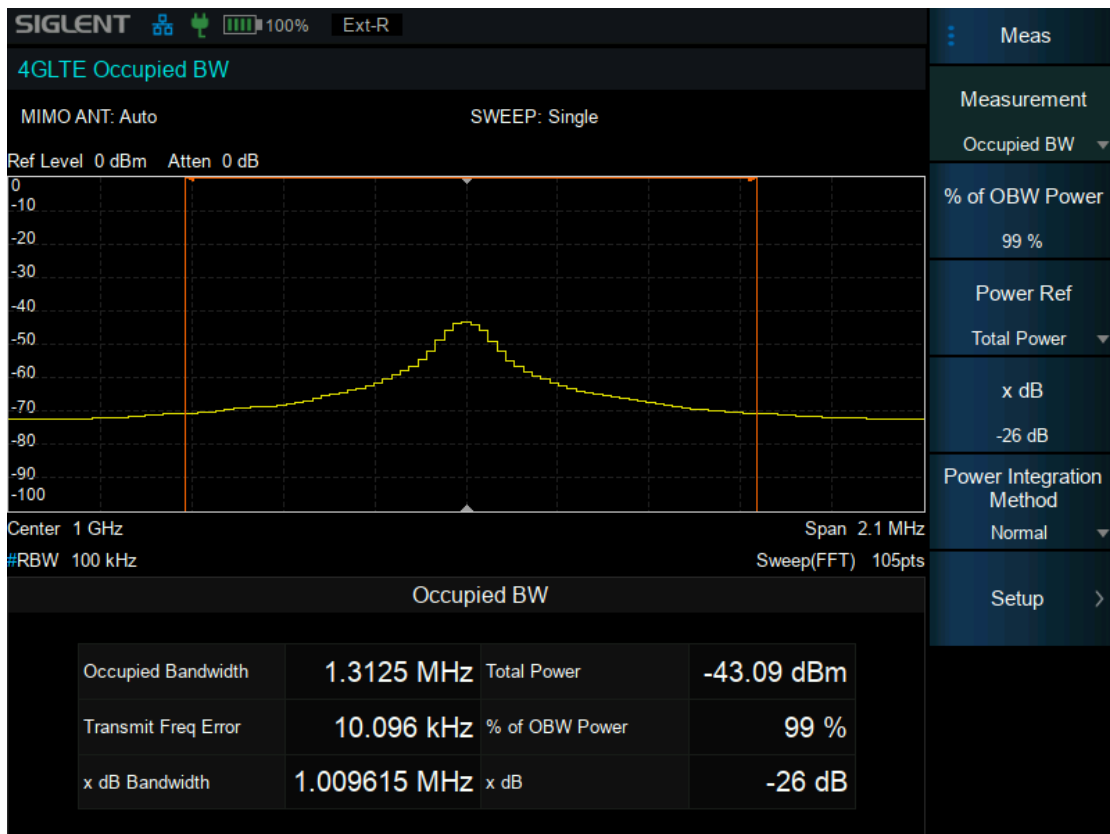 SIGLENT 100% Ext-R
Meas
4GLTE Occupied BW
MIMO ANT: Auto SWEEP: Single
Ref Level 0 dBm Atten 0 dB
0
-10
-20
-30
-40
-50
-60
-70
-80
-90
-100
Center 1 GHz Span 2.1 MHz
#RBW 100 kHz Sweep(FFT) 105pts
Occupied BW
Occupied Bandwidth 1.3125 MHz Total Power -43.09 dBm
Transmit Freq Error 10.096 kHz % of OBW Power 99 %
x dB Bandwidth 1.009615 MHz x dB -26 dB
Measurement
Occupied BW
% of OBW Power
99 %
Power Ref
Total Power
x dB
-26 dB
Power Integration
Method
Normal
Setup